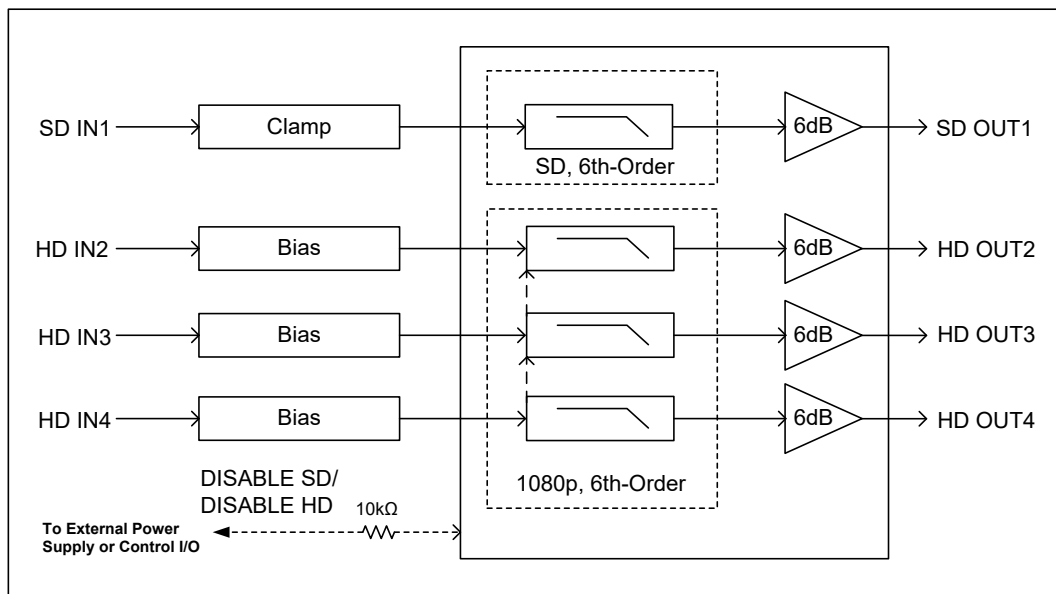 SD IN1
Clamp
SD, 6th-Order
6dB
SD OUT1
HD IN2
Bias
6dB
HD OUT2
HD IN3
Bias
6dB
HD OUT3
HD IN4
Bias
6dB
HD OUT4
1080p, 6th-Order
DISABLE SD/
DISABLE HD
10kΩ
To External Power
Supply or Control I/O